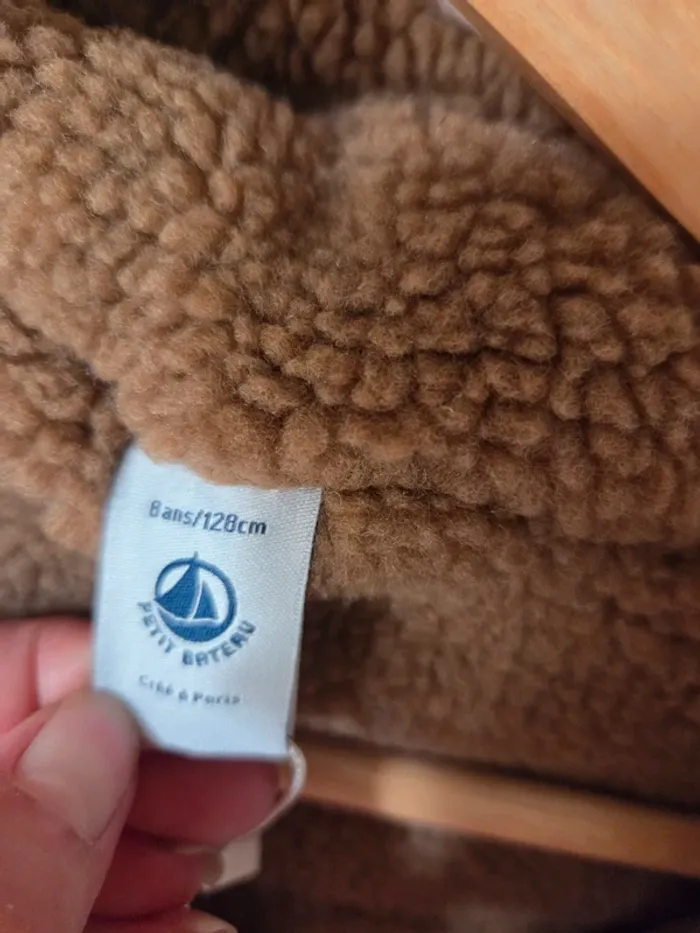 8ans/128cm
PETIT BATEAU
Créé à Paris